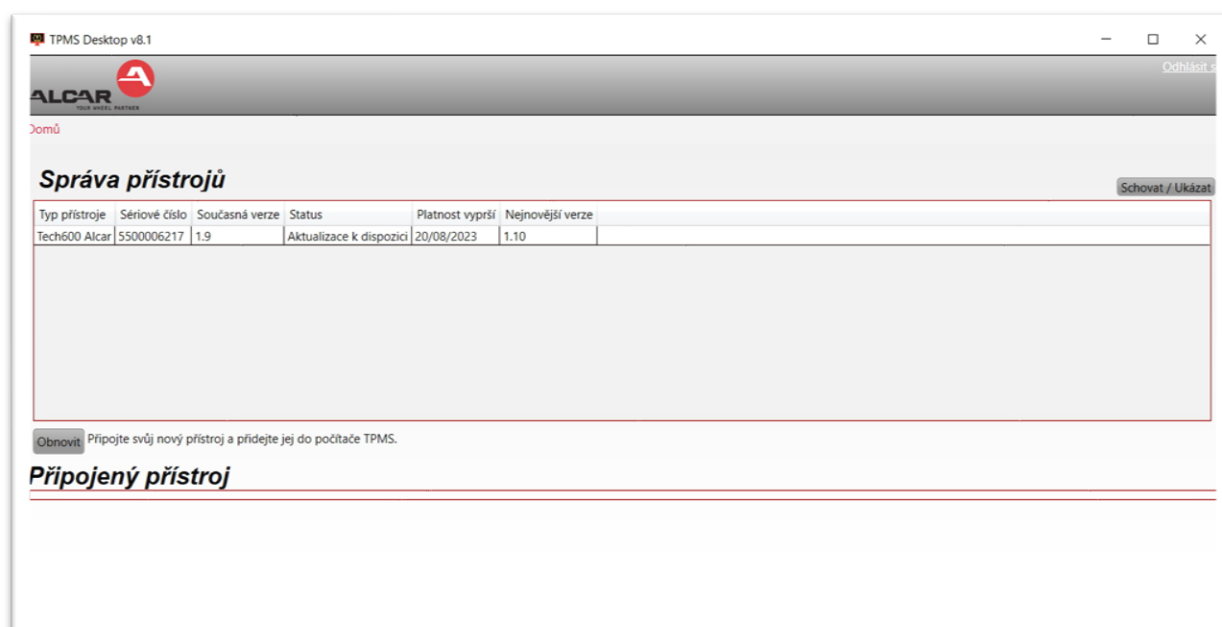 TPMS Desktop v8.1
Odhlásit s
ALCAR
YOUR WHEEL PARTNER
Domů
Správa přístrojů
Schovat / Ukázat
Typ přístroje Sériové číslo Současná verze Status Platnost vyprší Nejnovější verze
Tech600 Alcar 5500006217 1.9 Aktualizace k dispozici 20/08/2023 1.10
Obnovit Připojte svůj nový přístroj a přidejte jej do počítače TPMS.
Připojený přístroj